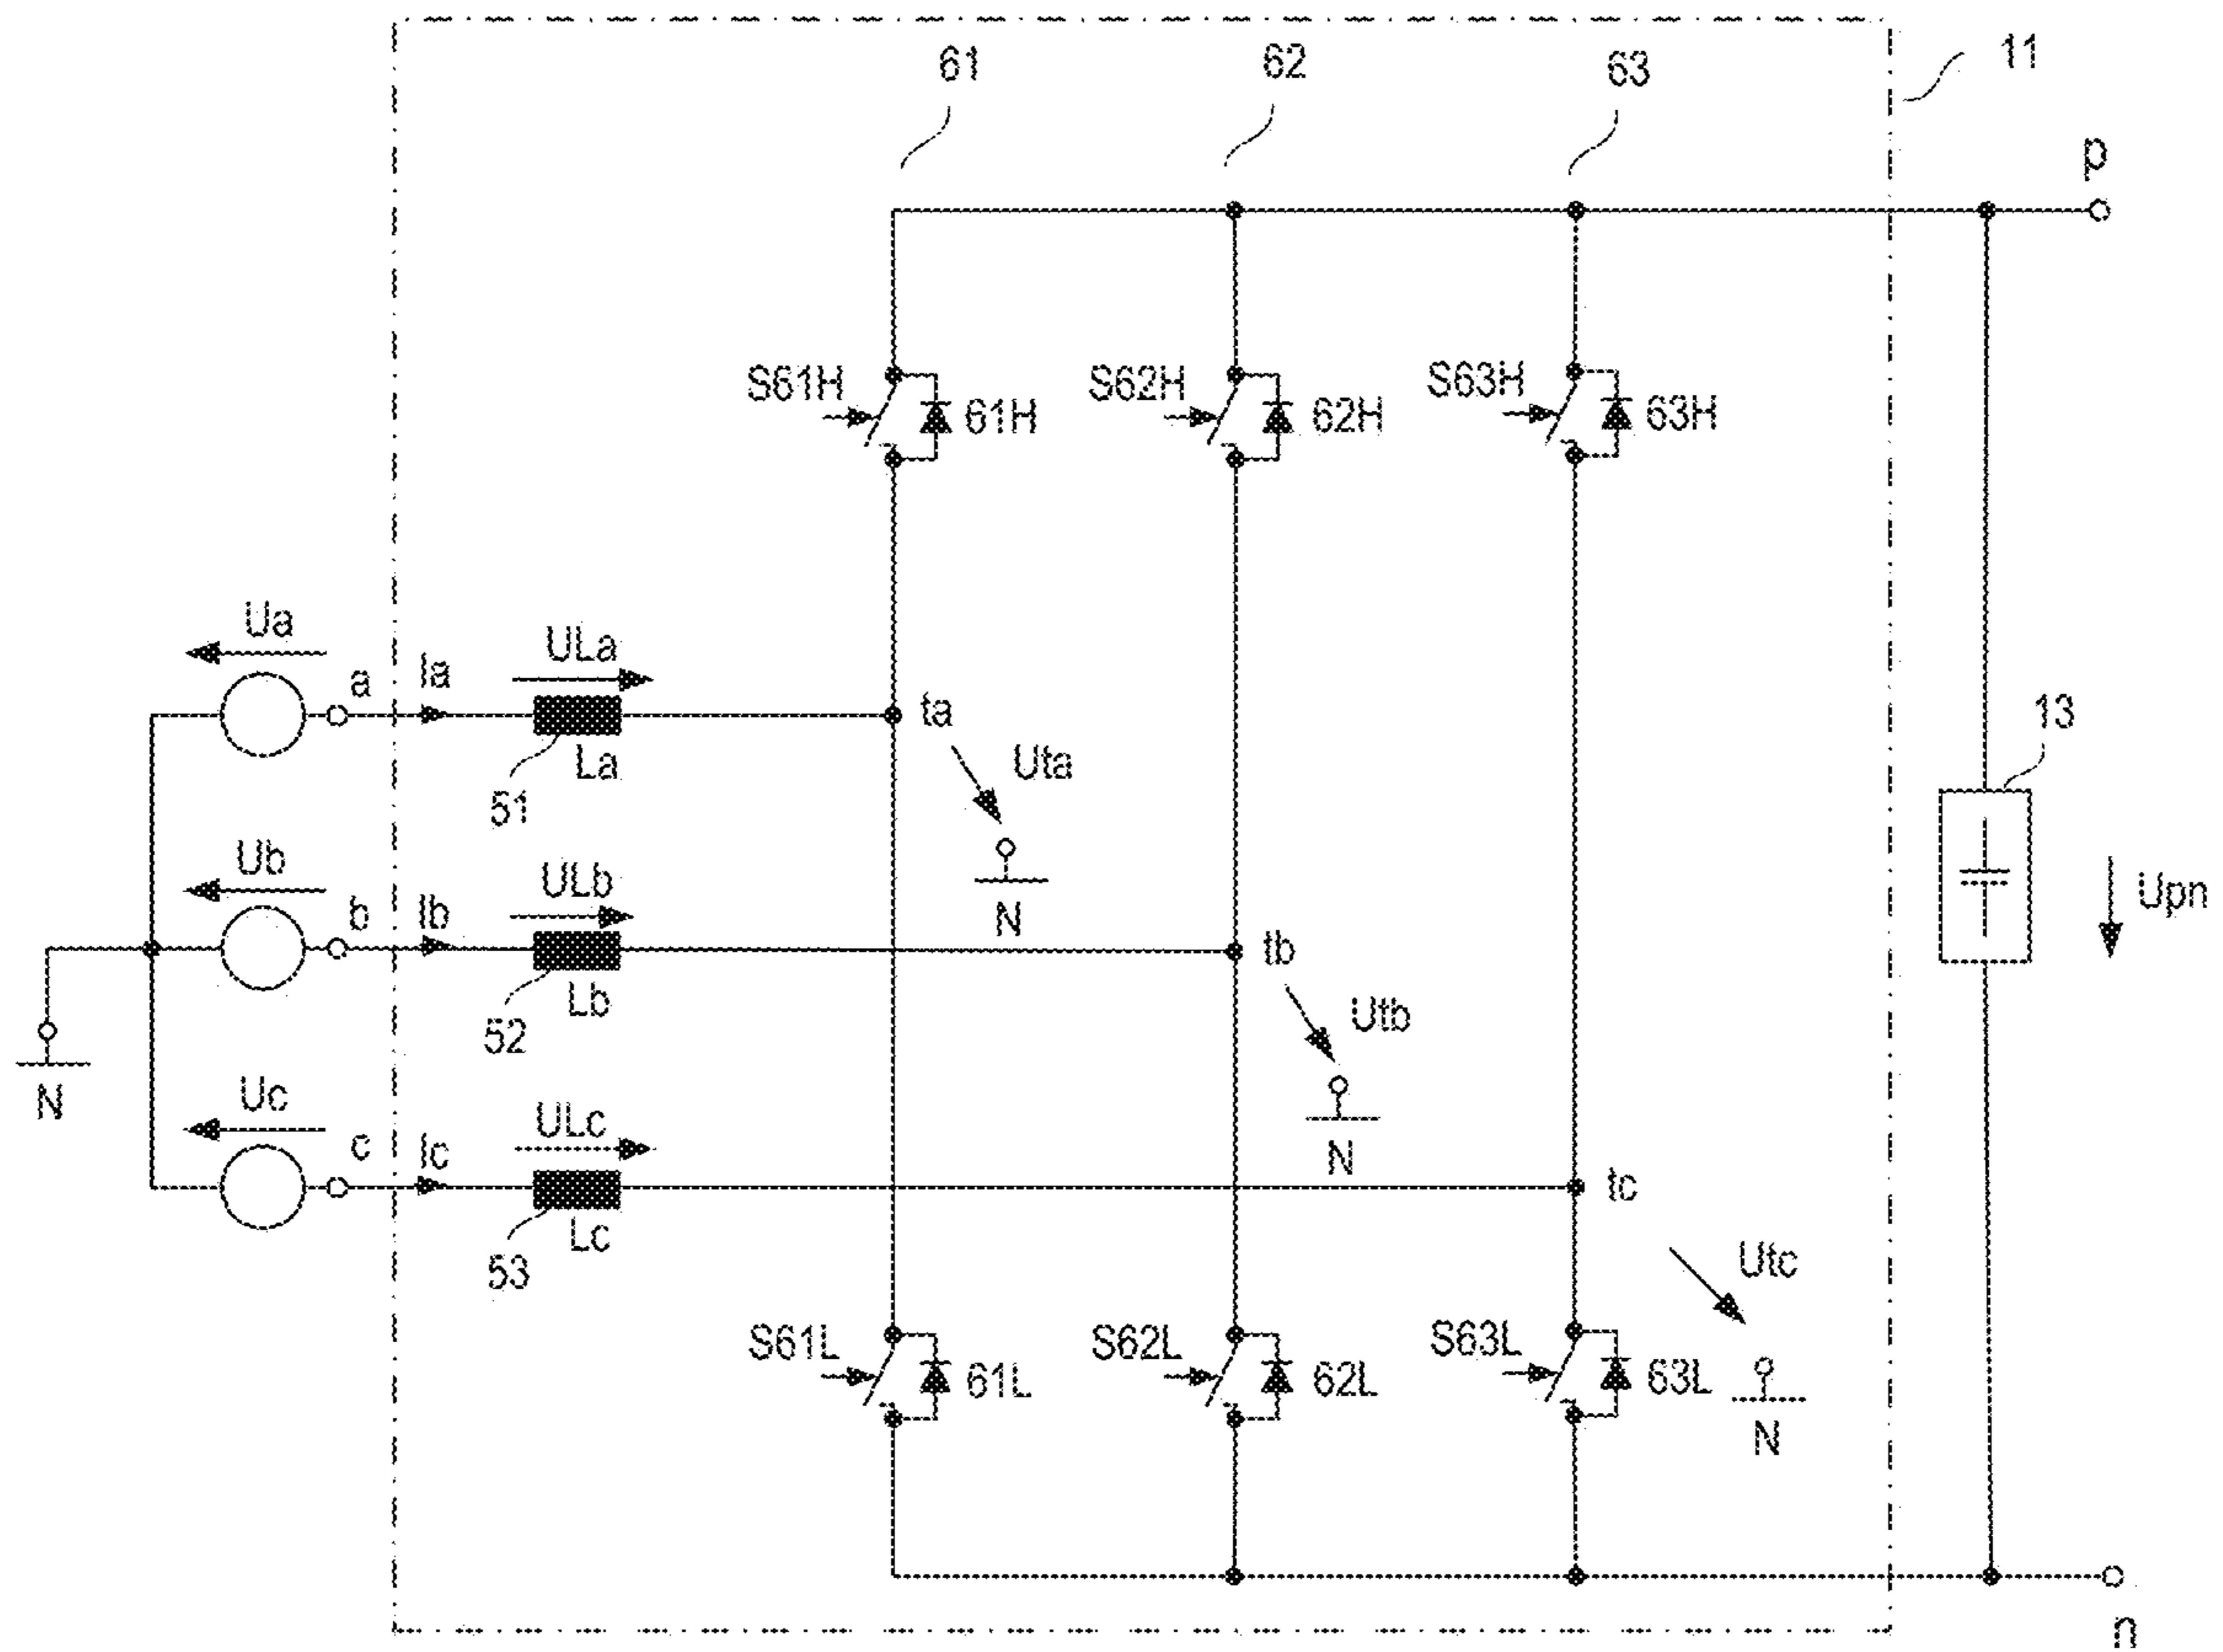 61
62
63
11
p
S61H
61H
S62H
62H
S63H
63H
Ua
a
Ia
ULa
La
51
ta
Uta
N
13
Upn
Ub
b
Ib
ULb
Lb
52
tb
Utb
N
N
Uc
c
Ic
ULc
Lc
53
tc
Utc
N
S61L
61L
S62L
62L
S63L
63L
n